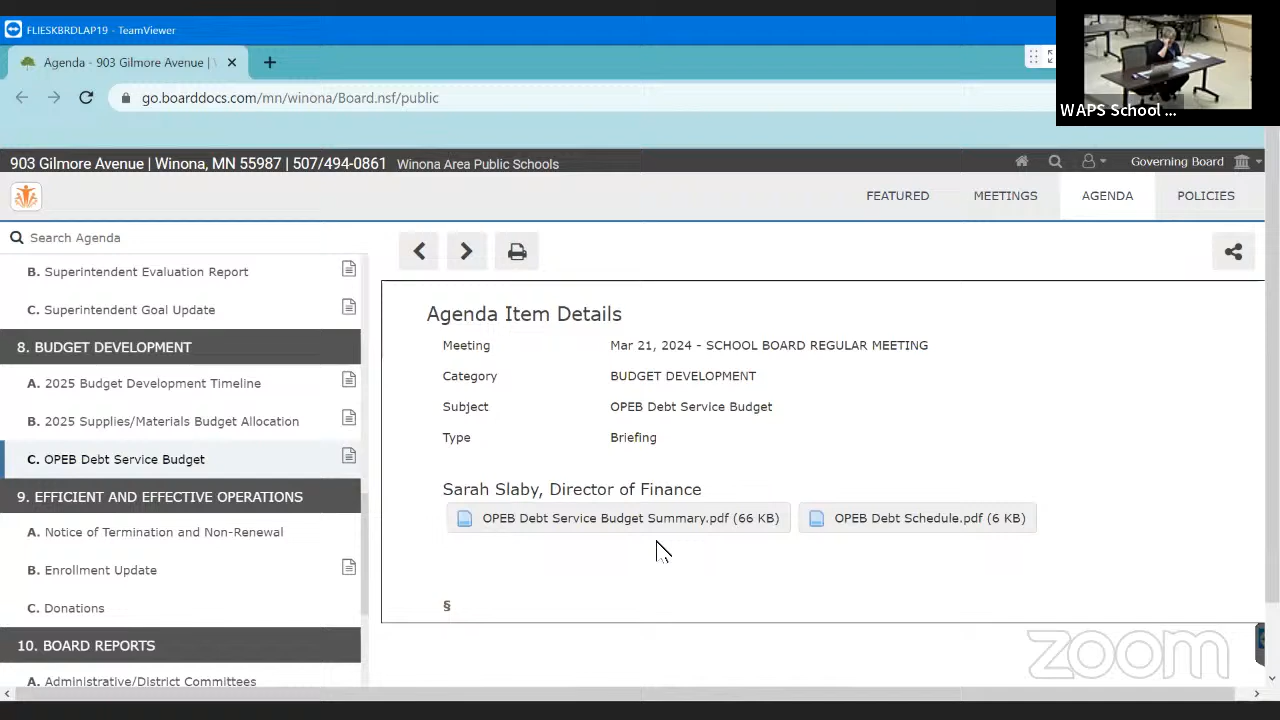 FLIESKBRDLAP19 - TeamViewer
Agenda - 903 Gilmore Avenue | \
go.boarddocs.com/mn/winona/Board.nsf/public
WAPS School ...
903 Gilmore Avenue | Winona, MN 55987 | 507/494-0861 Winona Area Public Schools
Governing Board
FEATURED MEETINGS AGENDA POLICIES
Search Agenda
B. Superintendent Evaluation Report
C. Superintendent Goal Update
8. BUDGET DEVELOPMENT
A. 2025 Budget Development Timeline
B. 2025 Supplies/Materials Budget Allocation
C. OPEB Debt Service Budget
9. EFFICIENT AND EFFECTIVE OPERATIONS
A. Notice of Termination and Non-Renewal
B. Enrollment Update
C. Donations
10. BOARD REPORTS
A. Administrative/District Committees
Agenda Item Details
Meeting Mar 21, 2024 - SCHOOL BOARD REGULAR MEETING
Category BUDGET DEVELOPMENT
Subject OPEB Debt Service Budget
Type Briefing
Sarah Slaby, Director of Finance
OPEB Debt Service Budget Summary.pdf (66 KB) OPEB Debt Schedule.pdf (6 KB)
§
zoom